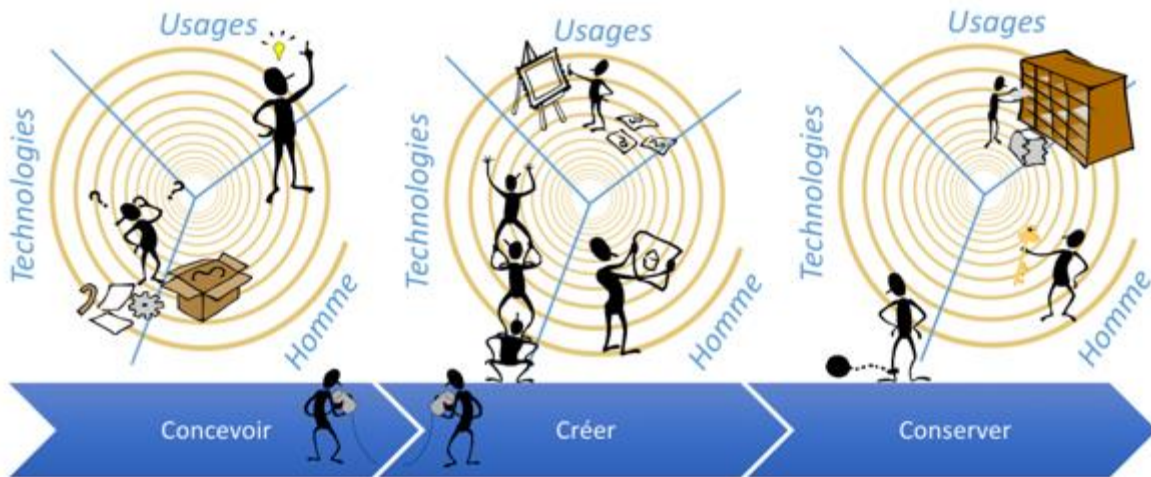 Usages
Technologies
Homme
Usages
Technologies
Homme
Usages
Technologies
Homme
Concevoir
Créer
Conserver